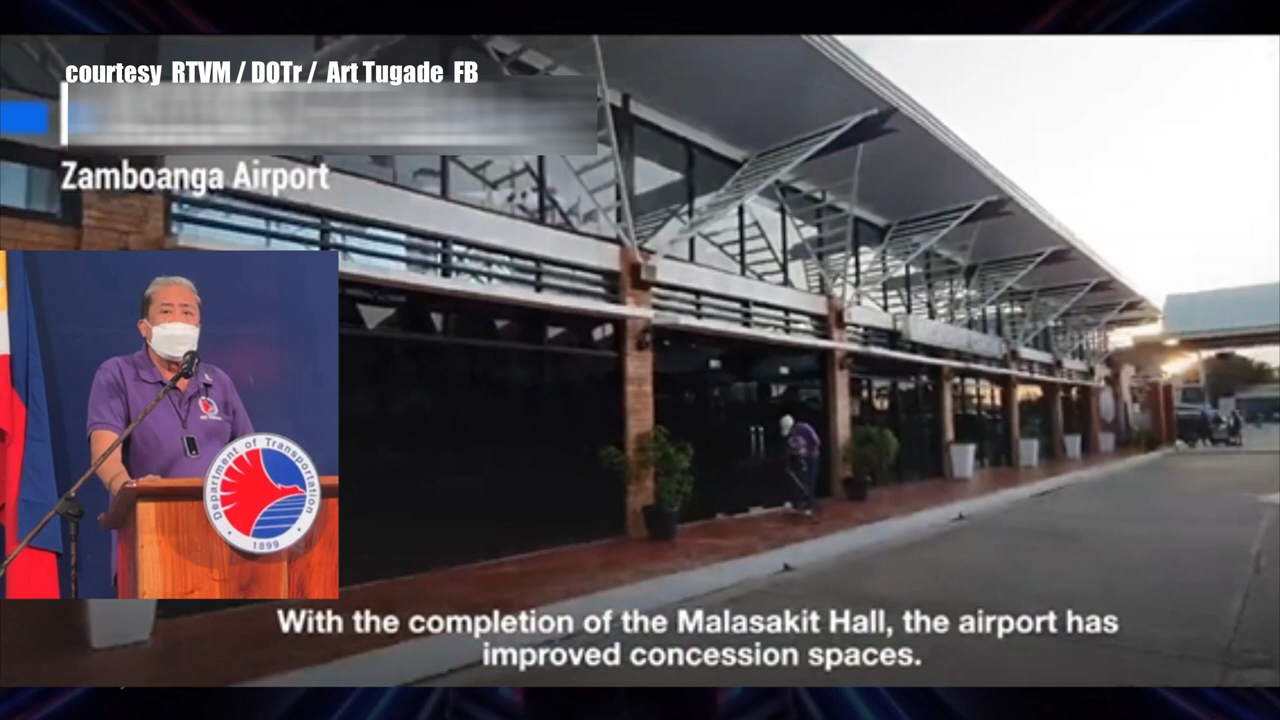 courtesy RTVM / DOTr / Art Tugade FB
Zamboanga Airport
Department of Transportation
1899
With the completion of the Malasakit Hall, the airport has
improved concession spaces.